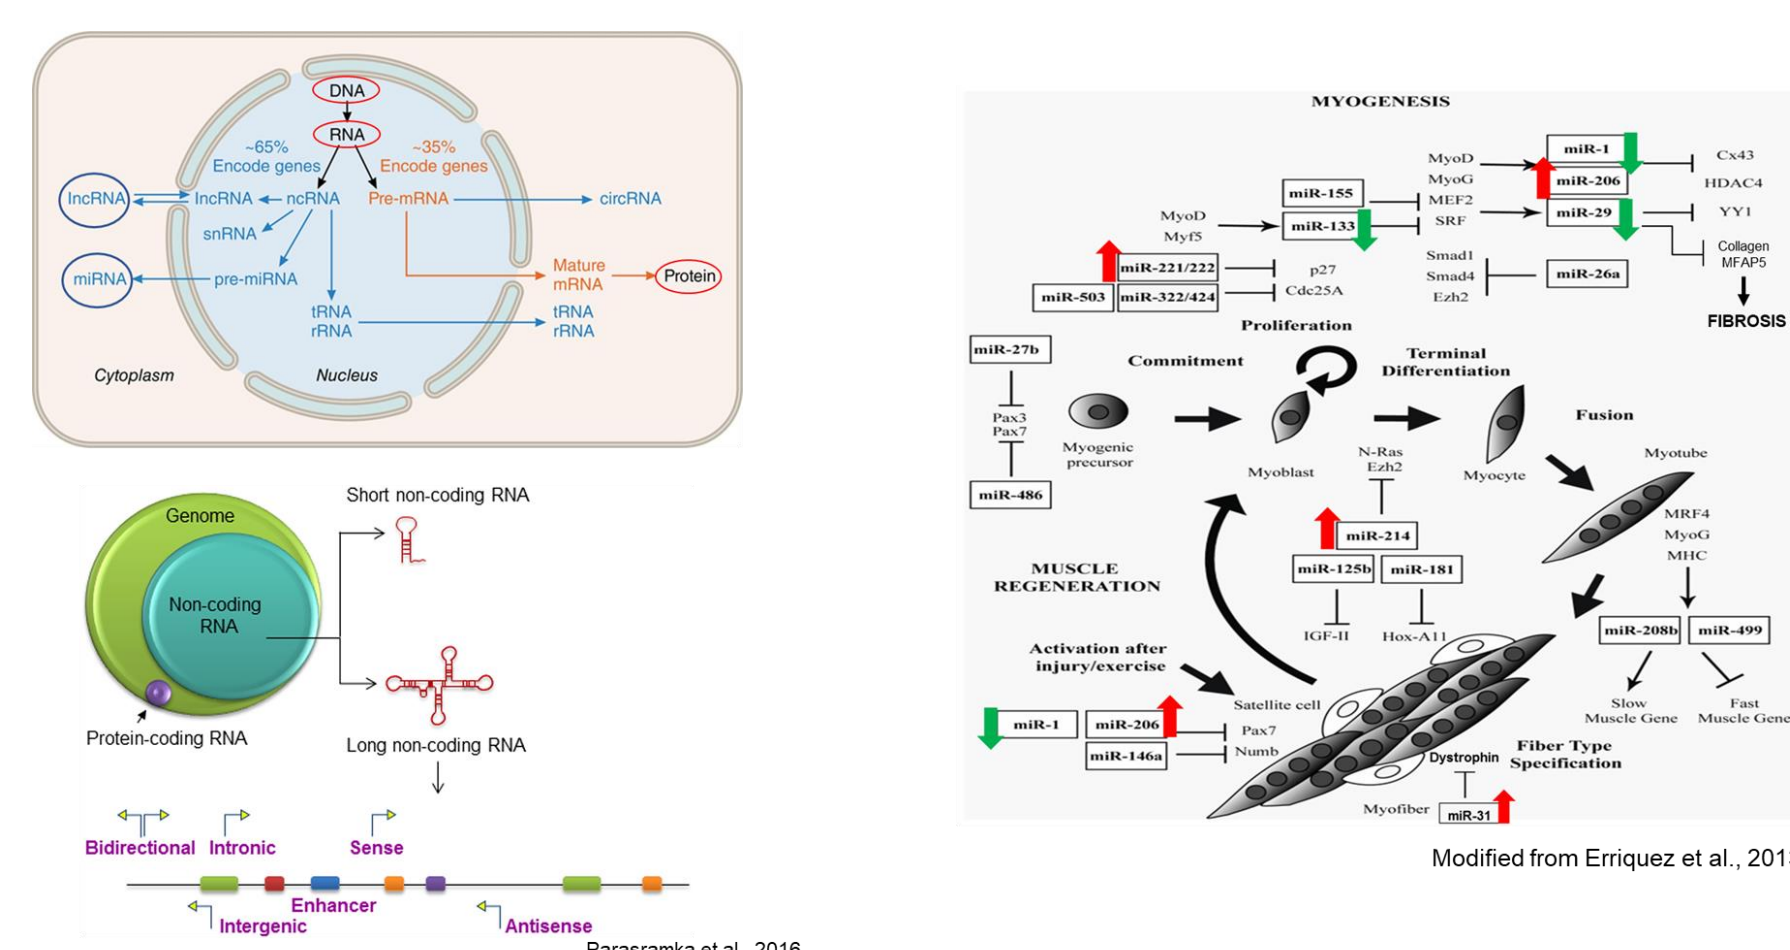 DNA
RNA
~65%
Encode genes
~35%
Encode genes
lncRNA
lncRNA
ncRNA
Pre-mRNA
circRNA
snRNA
miRNA
pre-miRNA
Mature
mRNA
Protein
tRNA
rRNA
tRNA
rRNA
Cytoplasm
Nucleus
Genome
Non-coding
RNA
Protein-coding RNA
Short non-coding RNA
Long non-coding RNA
Bidirectional
Intronic
Sense
Enhancer
Intergenic
Antisense
Parasramka et al., 2016
MYOGENESIS
MyoD
MyoG
MEF2
SRF
miR-1
miR-206
miR-29
Cx43
HDAC4
YY1
Collagen
MFAP5
FIBROSIS
miR-155
miR-133
MyoD
Myf5
miR-221/222
miR-503
miR-322/424
p27
Cdc25A
Smad1
Smad4
Ezh2
miR-26a
Proliferation
Commitment
Terminal
Differentiation
Fusion
miR-27b
Pax3
Pax7
miR-486
Myogenic
precursor
Myoblast
N-Ras
Ezh2
Myocyte
Myotube
MRF4
MyoG
MHC
miR-214
miR-125b
miR-181
IGF-II
Hox-A11
MUSCLE
REGENERATION
miR-208b
miR-499
Slow
Muscle Gene
Fast
Muscle Gene
Activation after
injury/exercise
Satellite cell
miR-1
miR-206
Pax7
miR-146a
Numb
Dystrophin
Fiber Type
Specification
Myofiber
miR-31
Modified from Erriquez et al., 201